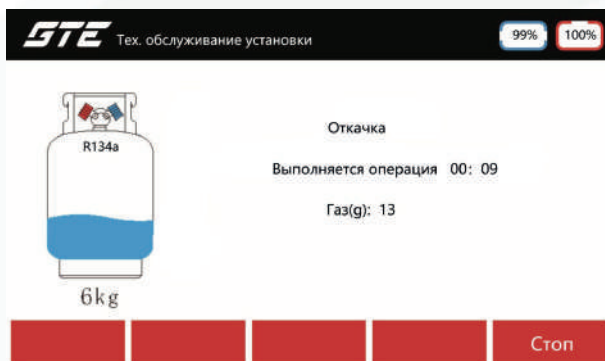 GTE Тех. обслуживание установки
99% 100%
R134a
Откачка
Выполняется операция 00: 09
Газ(g): 13
6kg
Стоп